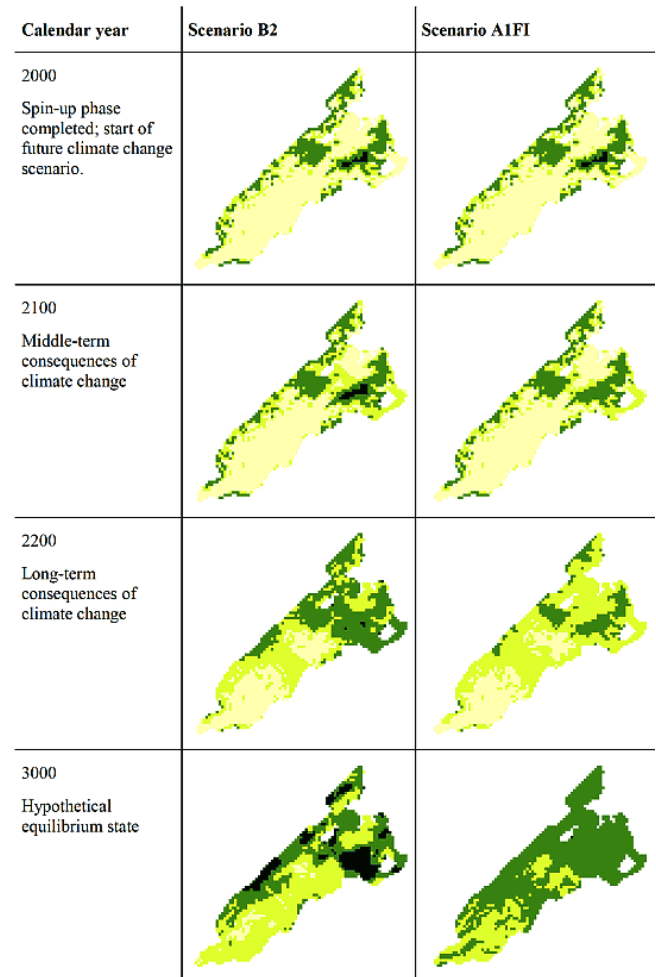 Calendar year
Scenario B2
Scenario A1FI
2000
Spin-up phase
completed; start of
future climate change
scenario.
2100
Middle-term
consequences of
climate change
2200
Long-term
consequences of
climate change
3000
Hypothetical
equilibrium state